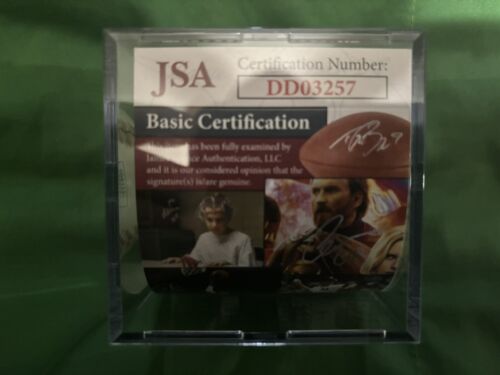 JSA
Certification Number:
DD03257
Basic Certification
has been fully examined by
Authentication, LLC
and it is our considered opinion that the
signature(s) is/are genuine.